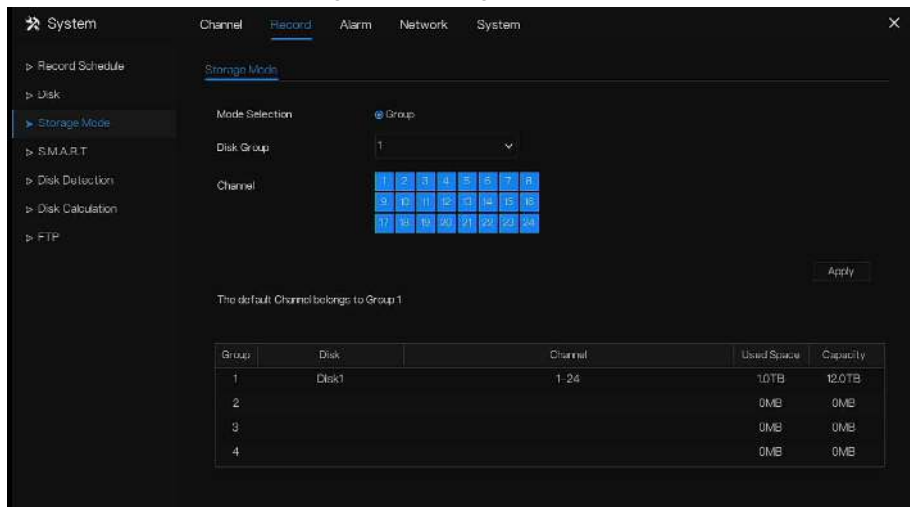 System Channel Record Alarm Network System ×
Record Schedule
Storage Mode
Disk
Mode Selection Group
Storage Mode
Disk Group 1
S.M.A.R.T
Disk Detection
Channel 1 2 3 4 5 6 7 8
9 10 11 12 13 14 15 16
Disk Calculation
17 18 19 20 21 22 23 24
FTP
Apply
The default Channel belongs to Group 1
Group Disk Channel Used Space Capacity
1 Disk1 1-24 1.0TB 12.0TB
2 0MB 0MB
3 0MB 0MB
4 0MB 0MB